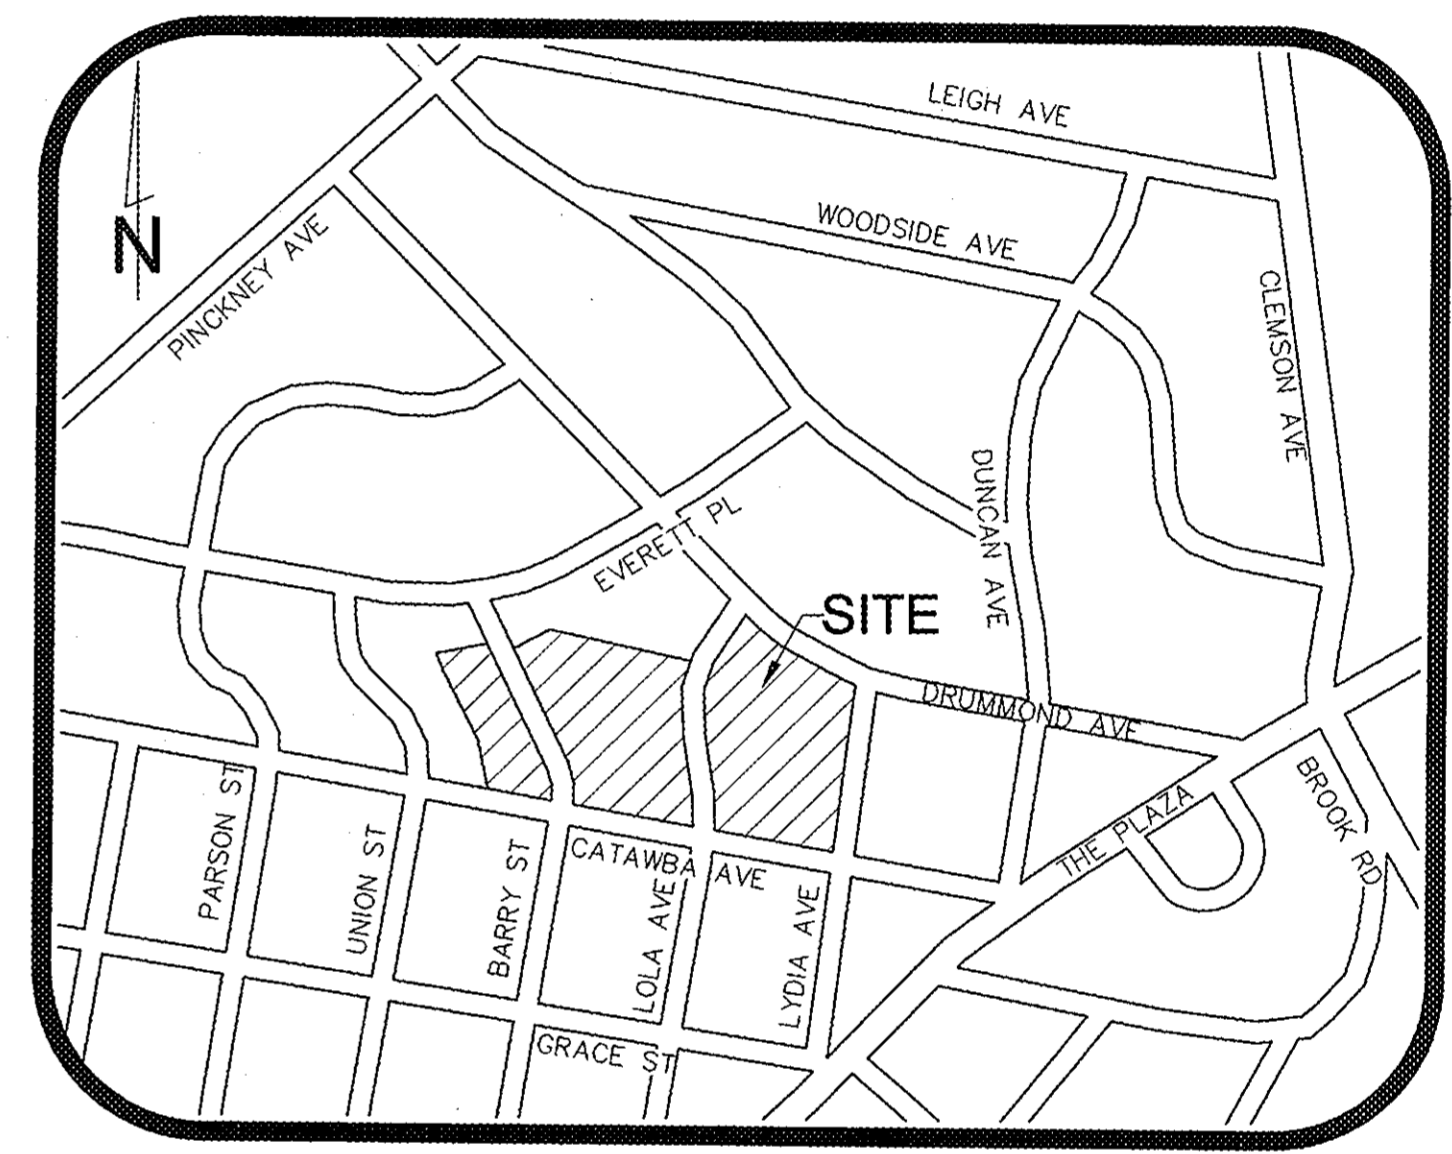 LEIGH AVE
WOODSIDE AVE
N
PINCKNEY AVE
CLEMSON AVE
DUNCAN AVE
EVERETT PL
SITE
DRUMMOND AVE
BROOK RD
THE PLAZA
PARSON ST
UNION ST
BARRY ST
CATAWBA AVE
LOLA AVE
LYDIA AVE
GRACE ST